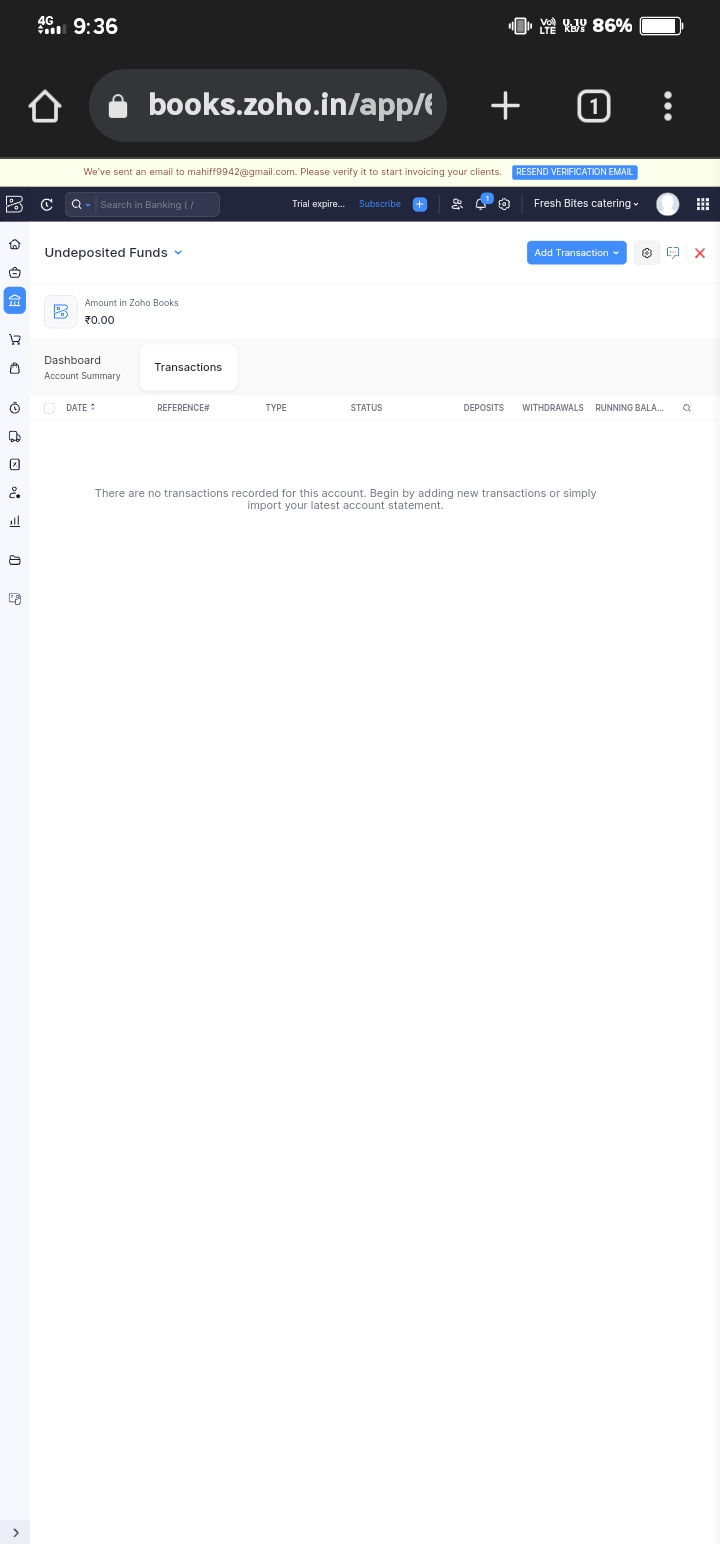 4G 9:36 Vo) LTE 0.10 KB/s 86%
books.zoho.in/app/6 1
We've sent an email to mahiff9942@gmail.com. Please verify it to start invoicing your clients. RESEND VERIFICATION EMAIL
Search in Banking ( / Trial expire... Subscribe 1 Fresh Bites catering
Undeposited Funds Add Transaction
Amount in Zoho Books
₹0.00
Dashboard
Account Summary
Transactions
DATE REFERENCE# TYPE STATUS DEPOSITS WITHDRAWALS RUNNING BALA...
There are no transactions recorded for this account. Begin by adding new transactions or simply
import your latest account statement.